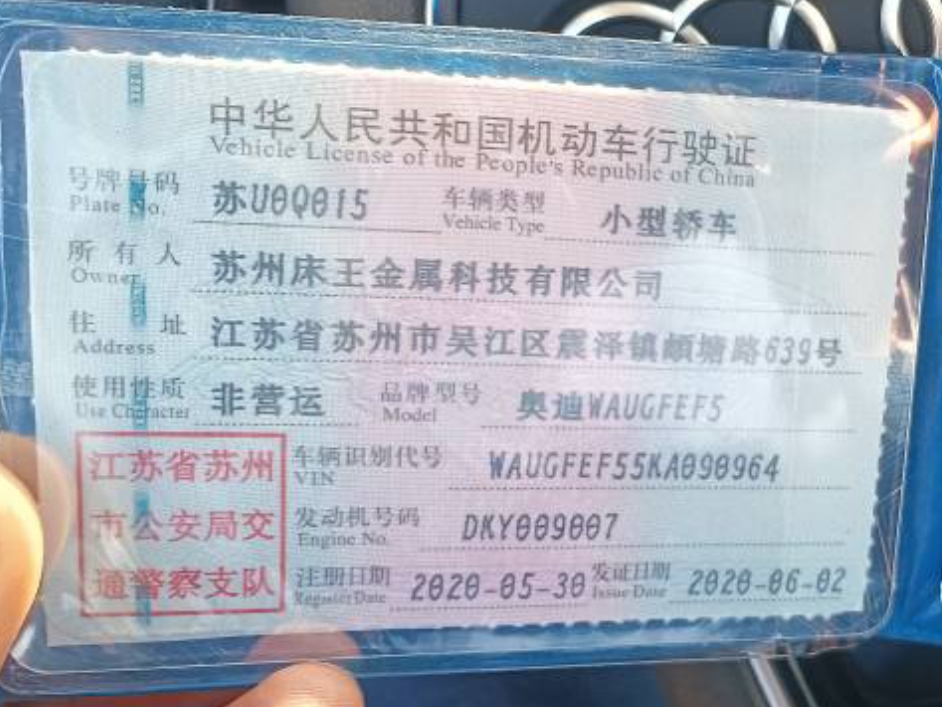 中华人民共和国机动车行驶证
Vehicle License of the People's Republic of China
号牌号码 苏U0Q015 车辆类型 小型轿车
Plate No. Vehicle Type
所有人 苏州床王金属科技有限公司
Owner
住址 江苏省苏州市吴江区震泽镇頔塘路639号
Address
使用性质 非营运 品牌型号 奥迪WAUGFEF5
Use Character Model
江苏省苏州
市公安局交
通警察支队
车辆识别代号 WAUGFEF55KA090964
VIN
发动机号码 DKY009007
Engine No.
注册日期 2020-05-30 发证日期 2020-06-02
Register Date Issue Date